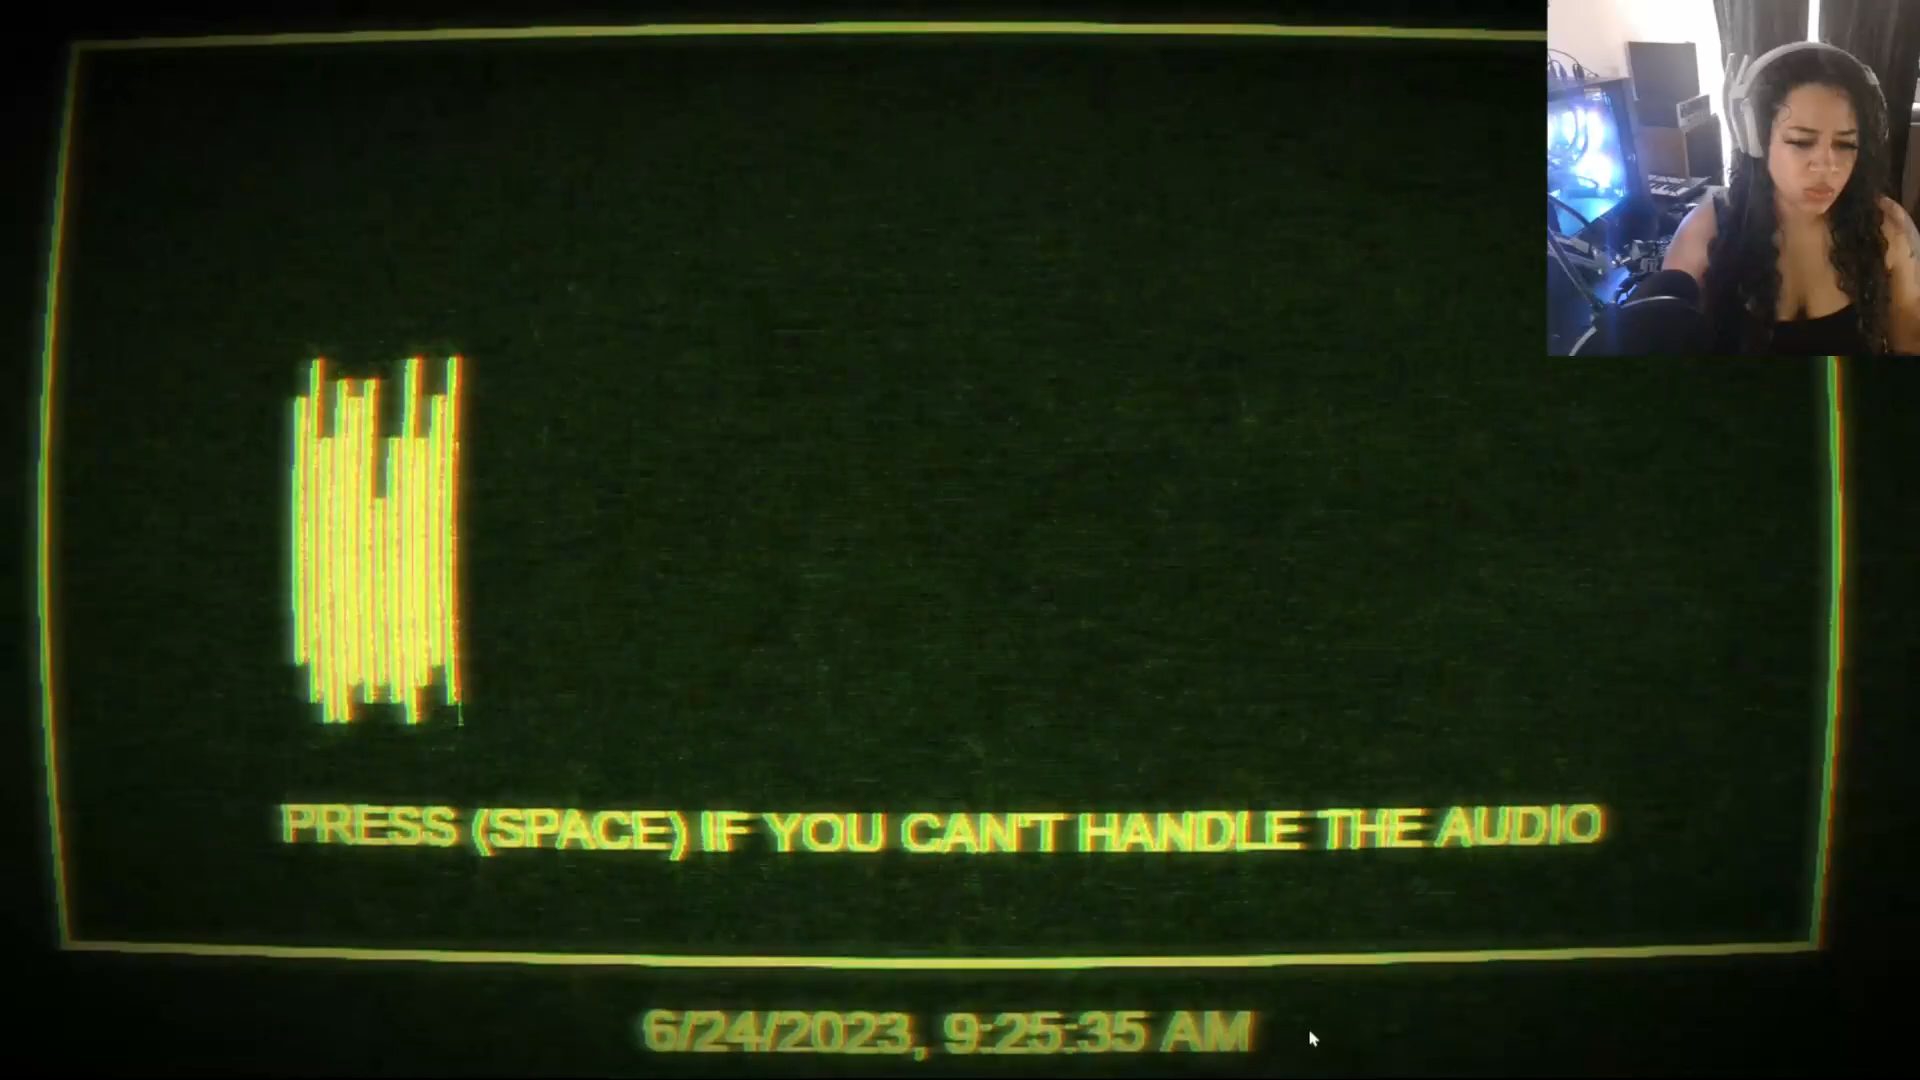 PRESS (SPACE) IF YOU CAN'T HANDLE THE AUDIO
6/24/2023, 9:25:35 AM